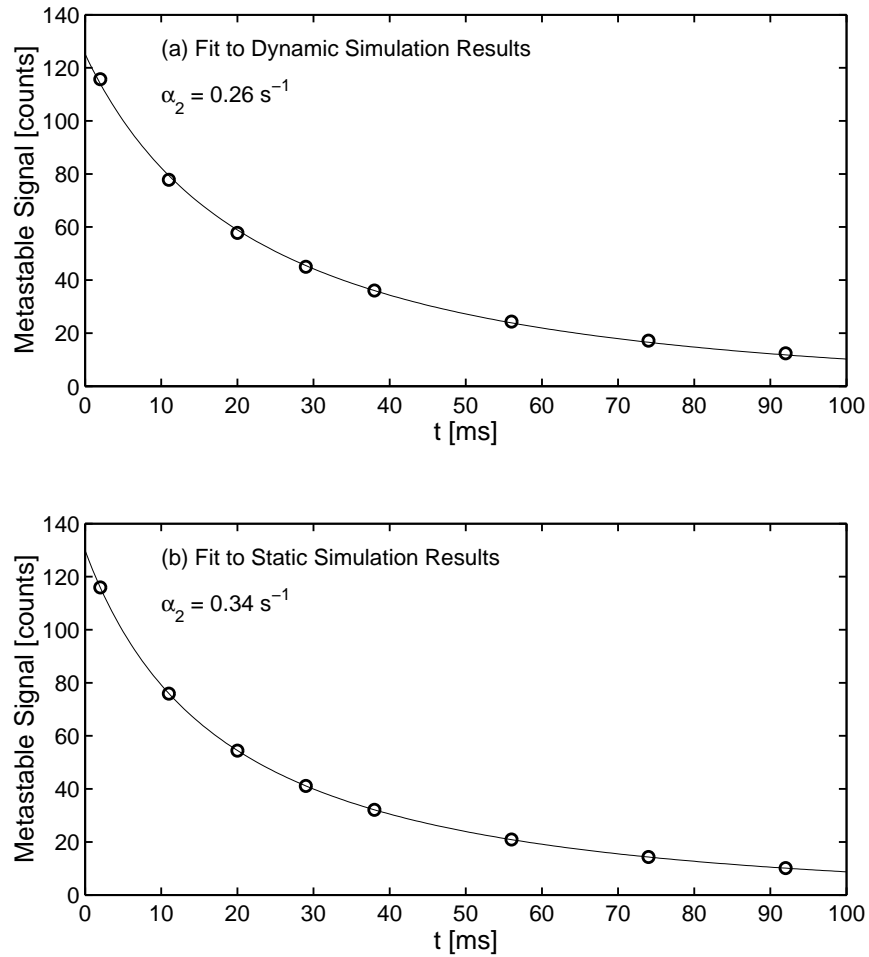 140
120
100
80
60
40
20
0
Metastable Signal [counts]
(a) Fit to Dynamic Simulation Results
α₂ = 0.26 s⁻¹
0 10 20 30 40 50 60 70 80 90 100
t [ms]
140
120
100
80
60
40
20
0
Metastable Signal [counts]
(b) Fit to Static Simulation Results
α₂ = 0.34 s⁻¹
0 10 20 30 40 50 60 70 80 90 100
t [ms]